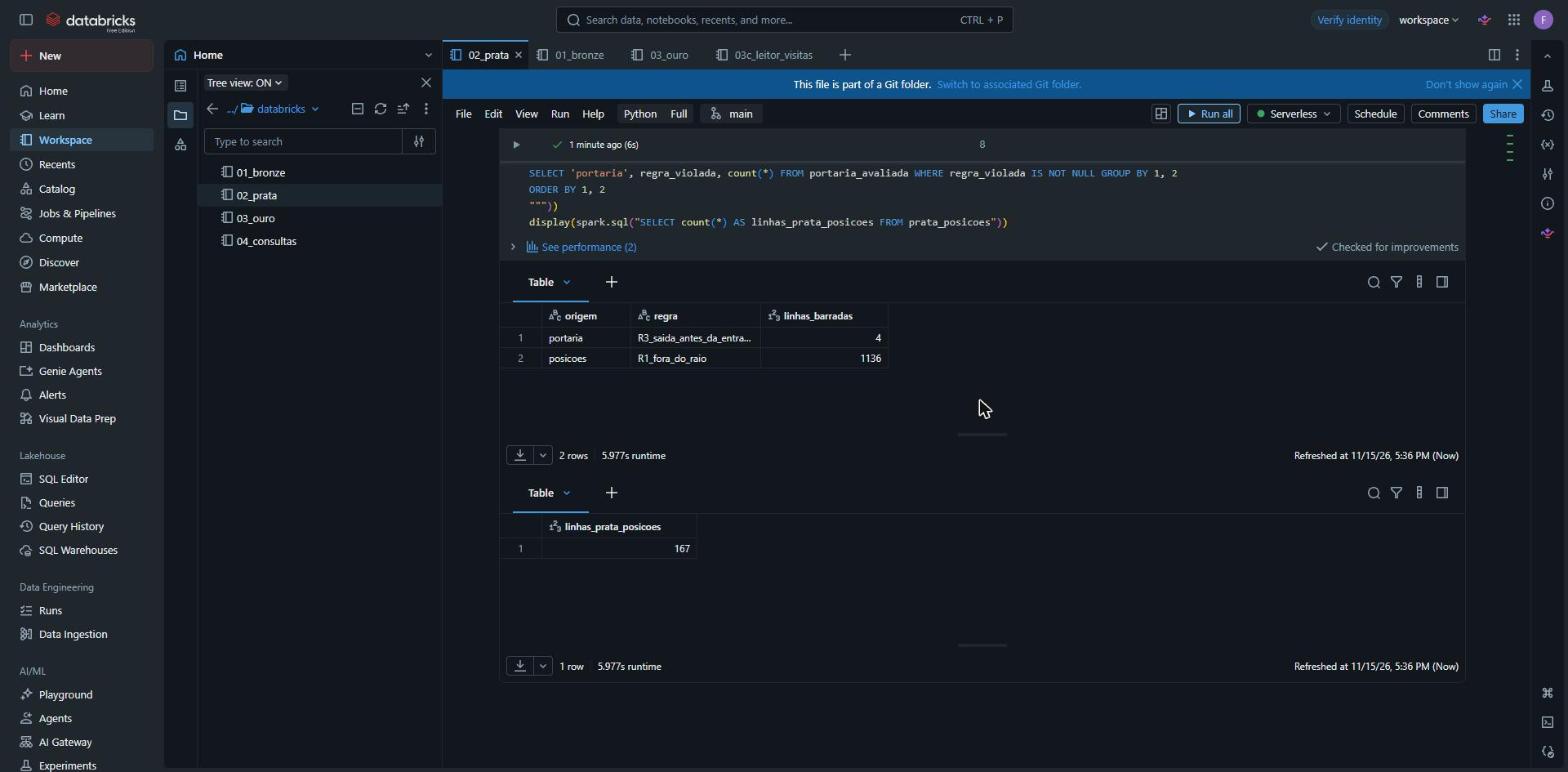 databricks
Free Edition
Search data, notebooks, recents, and more...
CTRL + P
Verify identity
workspace
F
New
Home
Learn
Workspace
Recents
Catalog
Jobs & Pipelines
Compute
Discover
Marketplace
Analytics
Dashboards
Genie Agents
Alerts
Visual Data Prep
Lakehouse
SQL Editor
Queries
Query History
SQL Warehouses
Data Engineering
Runs
Data Ingestion
AI/ML
Playground
Agents
AI Gateway
Experiments
Home
Tree view: ON
../ databricks
Type to search
01_bronze
02_prata
03_ouro
04_consultas
02_prata
01_bronze
03_ouro
03c_leitor_visitas
This file is part of a Git folder. Switch to associated Git folder.
Don't show again
File Edit View Run Help Python Full main
Run all
Serverless
Schedule
Comments
Share
1 minute ago (6s)
8
SELECT 'portaria', regra_violada, count(*) FROM portaria_avaliada WHERE regra_violada IS NOT NULL GROUP BY 1, 2
ORDER BY 1, 2
"""))
display(spark.sql("SELECT count(*) AS linhas_prata_posicoes FROM prata_posicoes"))
See performance (2)
Checked for improvements
Table
origem regra linhas_barradas
1 portaria R3_saida_antes_da_entra... 4
2 posicoes R1_fora_do_raio 1136
2 rows 5.977s runtime
Refreshed at 11/15/26, 5:36 PM (Now)
Table
linhas_prata_posicoes
1 167
1 row 5.977s runtime
Refreshed at 11/15/26, 5:36 PM (Now)